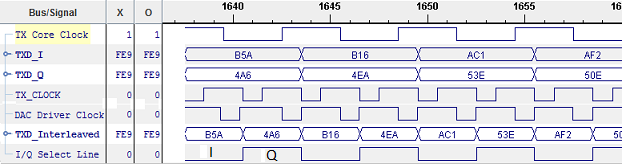 Bus/Signal X O 1640 1645 1650 1655
TX Core Clock 1 1
TXD_I FE9 FE9 B5A B16 AC1 AF2
TXD_Q FE9 FE9 4A6 4EA 53E 50E
TX_CLOCK 0 0
DAC Driver Clock 0 0
TXD_Interleaved FE9 FE9 B5A 4A6 B16 4EA AC1 53E AF2
I/Q Select Line 0 0 I Q